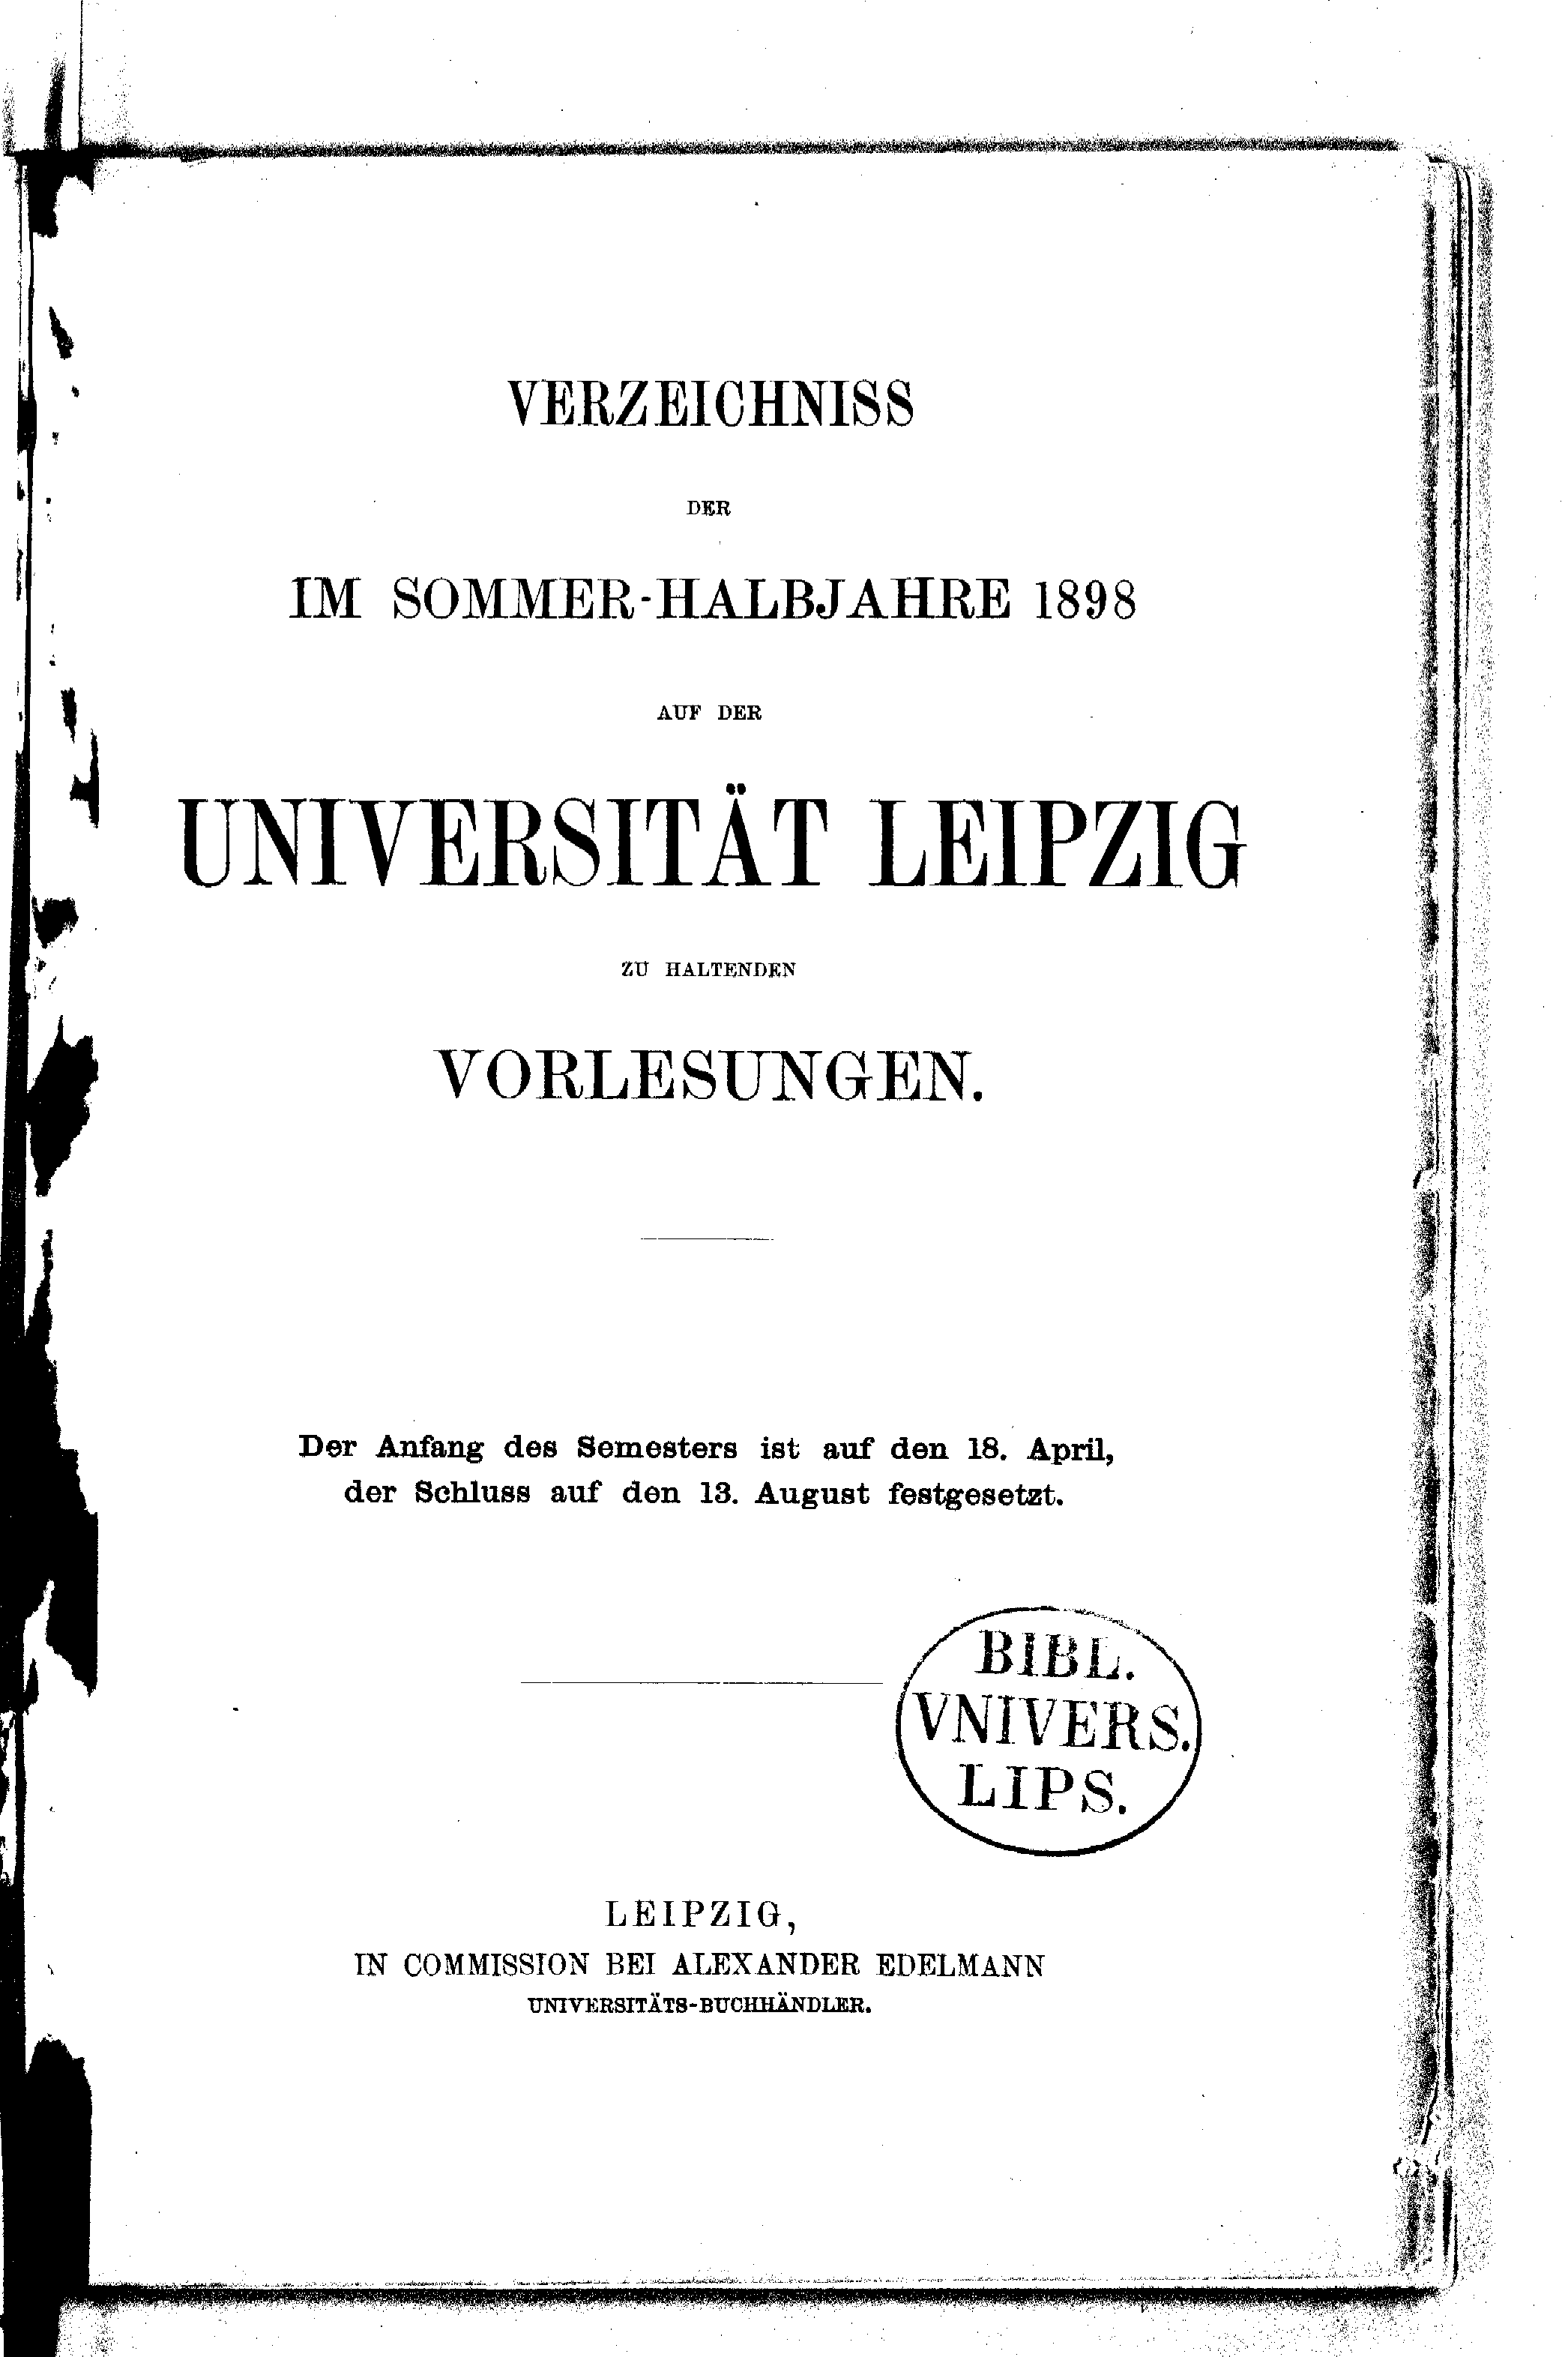 VERZEICHNISS
DER
IM SOMMER-HALBJAHRE 1898
AUF DER
UNIVERSITÄT LEIPZIG
ZU HALTENDEN
VORLESUNGEN.
Der Anfang des Semesters ist auf den 18. April,
der Schluss auf den 13. August festgesetzt.
BIBL.
VNIVERS.
LIPS.
LEIPZIG,
IN COMMISSION BEI ALEXANDER EDELMANN
UNIVERSITÄTS-BUCHHÄNDLER.